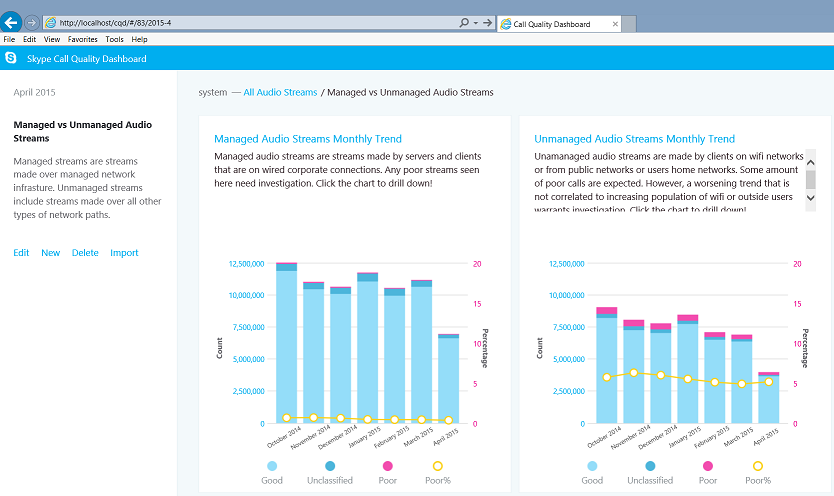 http://localhost/cqd/#/83/2015-4
Call Quality Dashboard
File Edit View Favorites Tools Help
Skype Call Quality Dashboard
April 2015
Managed vs Unmanaged Audio
Streams
Managed streams are streams
made over managed network
infrasture. Unmanaged streams
include streams made over all other
types of network paths.
Edit New Delete Import
system — All Audio Streams / Managed vs Unmanaged Audio Streams
Managed Audio Streams Monthly Trend
Managed audio streams are streams made by servers and clients
that are on wired corporate connections. Any poor streams seen
here need investigation. Click the chart to drill down!
12,500,000
10,000,000
7,500,000
5,000,000
2,500,000
0
Count
20
15
10
5
0
Percentage
October 2014
November 2014
December 2014
January 2015
February 2015
March 2015
April 2015
Good Unclassified Poor Poor%
Unmanaged Audio Streams Monthly Trend
Unamanaged audio streams are made by clients on wifi networks
or from public networks or users home networks. Some amount
of poor calls are expected. However, a worsening trend that is
not correlated to increasing population of wifi or outside users
warrants investigation. Click the chart to drill down!
12,500,000
10,000,000
7,500,000
5,000,000
2,500,000
0
Count
20
15
10
5
0
Percentage
October 2014
November 2014
December 2014
January 2015
February 2015
March 2015
April 2015
Good Unclassified Poor Poor%